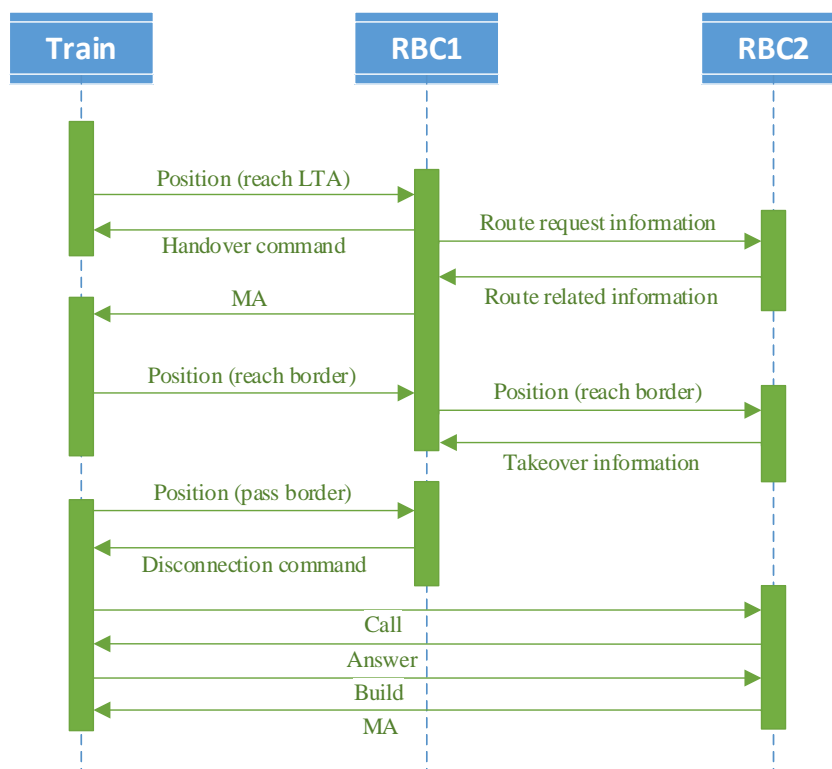 Train
RBC1
RBC2
Position (reach LTA)
Handover command
Route request information
Route related information
MA
Position (reach border)
Position (reach border)
Takeover information
Position (pass border)
Disconnection command
Call
Answer
Build
MA